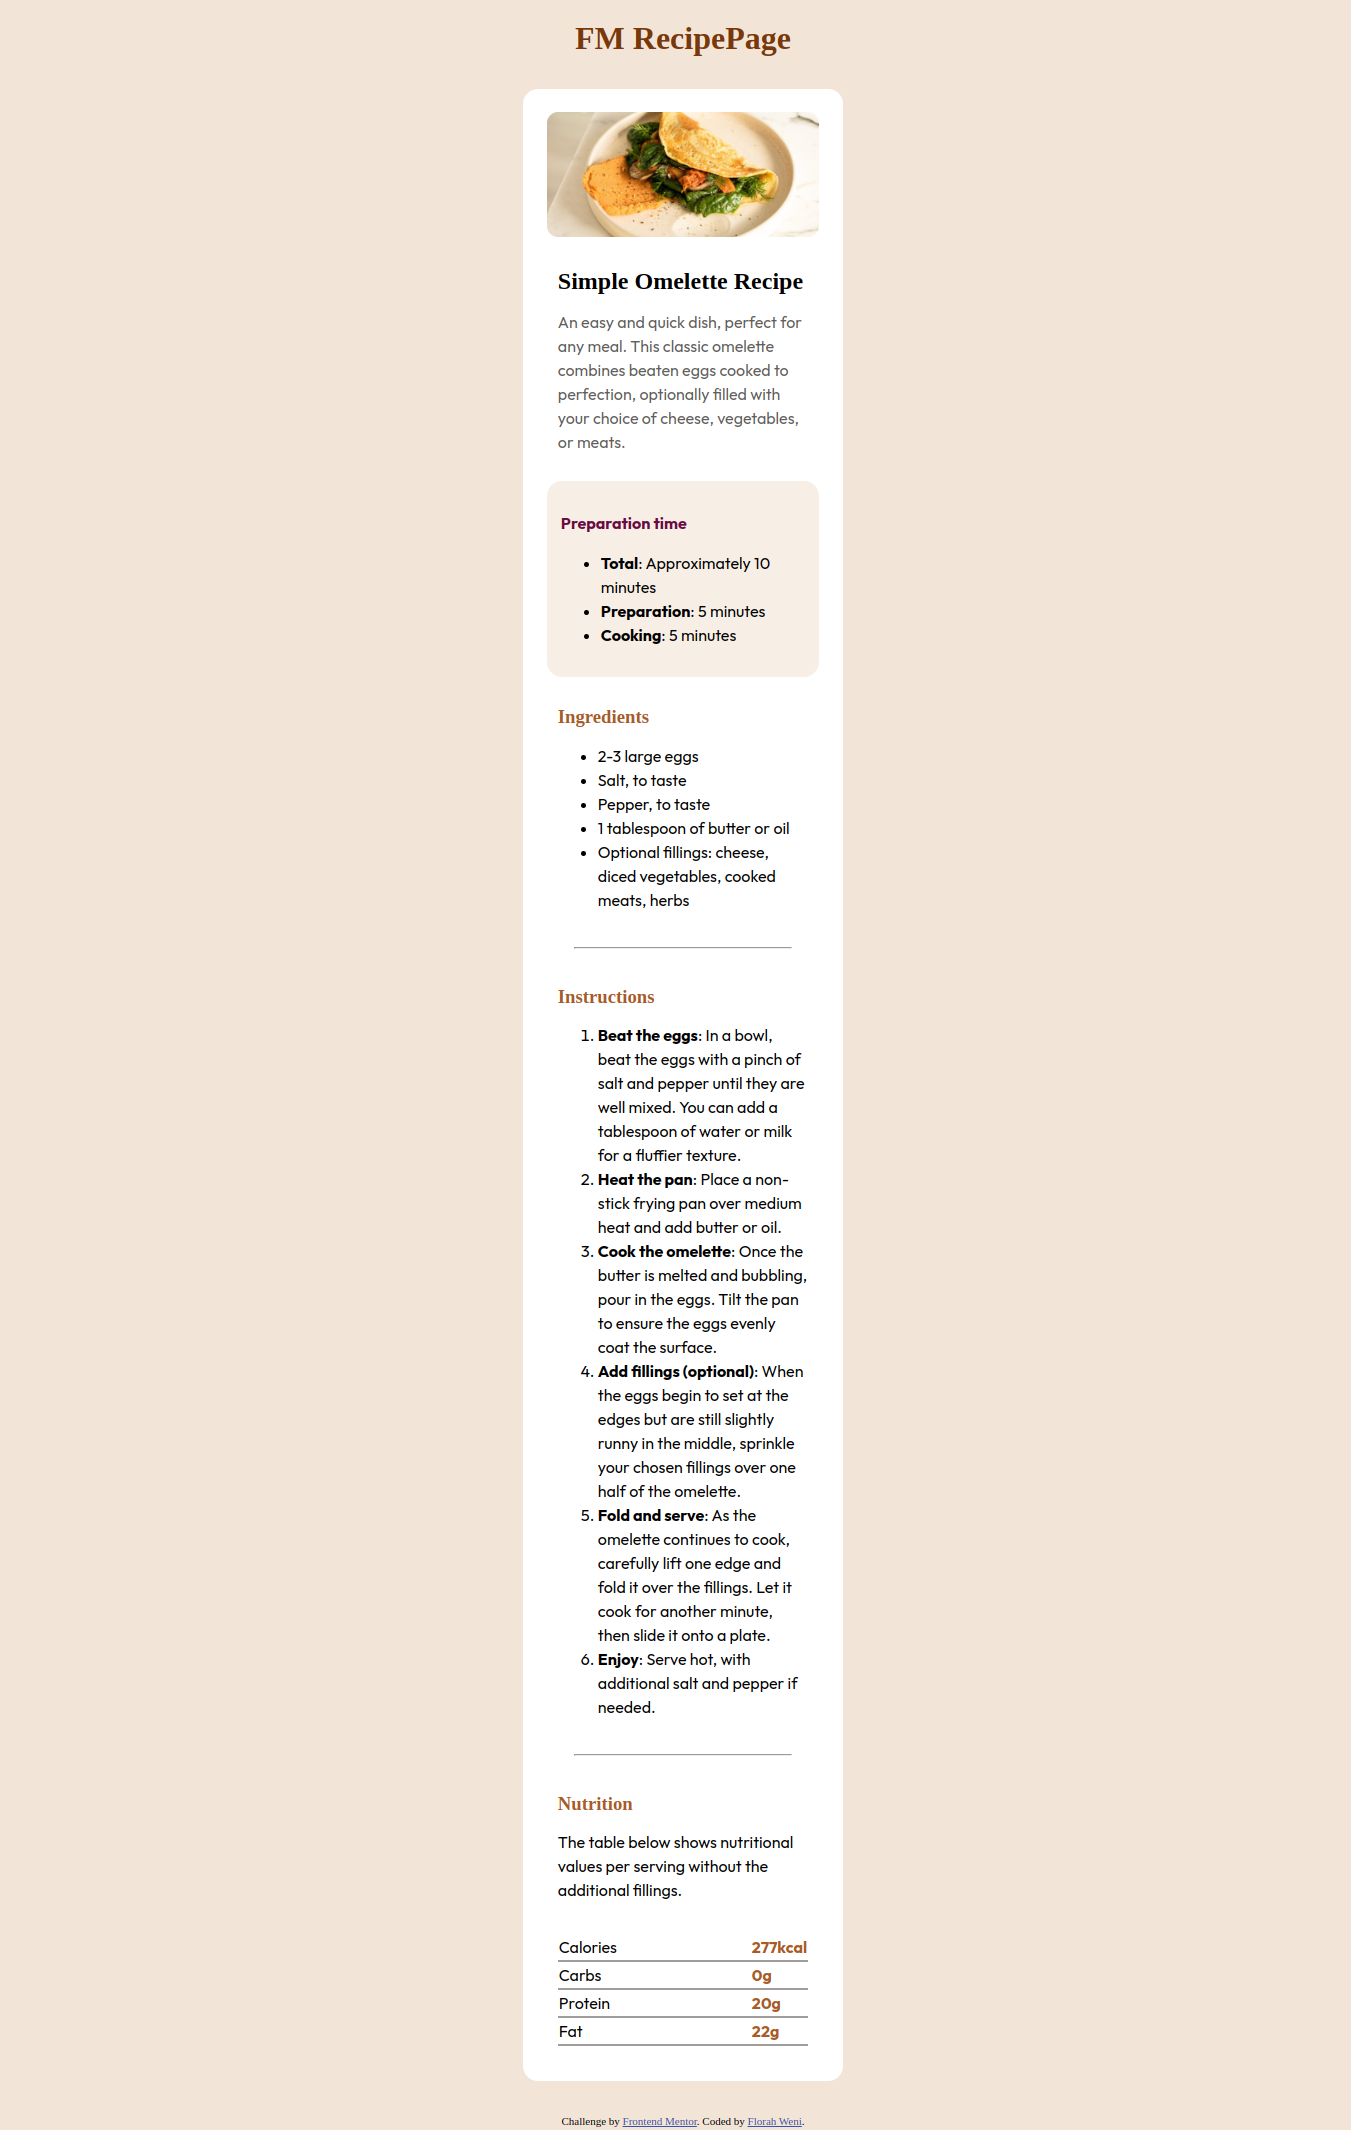 FM RecipePage
Simple Omelette Recipe
An easy and quick dish, perfect for
any meal. This classic omelette
combines beaten eggs cooked to
perfection, optionally filled with
your choice of cheese, vegetables,
or meats.
Preparation time
• Total: Approximately 10
minutes
• Preparation: 5 minutes
• Cooking: 5 minutes
Ingredients
• 2-3 large eggs
• Salt, to taste
• Pepper, to taste
• 1 tablespoon of butter or oil
• Optional fillings: cheese,
diced vegetables, cooked
meats, herbs
Instructions
1. Beat the eggs: In a bowl,
beat the eggs with a pinch of
salt and pepper until they are
well mixed. You can add a
tablespoon of water or milk
for a fluffier texture.
2. Heat the pan: Place a non-
stick frying pan over medium
heat and add butter or oil.
3. Cook the omelette: Once the
butter is melted and bubbling,
pour in the eggs. Tilt the pan
to ensure the eggs evenly
coat the surface.
4. Add fillings (optional): When
the eggs begin to set at the
edges but are still slightly
runny in the middle, sprinkle
your chosen fillings over one
half of the omelette.
5. Fold and serve: As the
omelette continues to cook,
carefully lift one edge and
fold it over the fillings. Let it
cook for another minute,
then slide it onto a plate.
6. Enjoy: Serve hot, with
additional salt and pepper if
needed.
Nutrition
The table below shows nutritional
values per serving without the
additional fillings.
Calories 277kcal
Carbs 0g
Protein 20g
Fat 22g
Challenge by Frontend Mentor. Coded by Florah Weni.